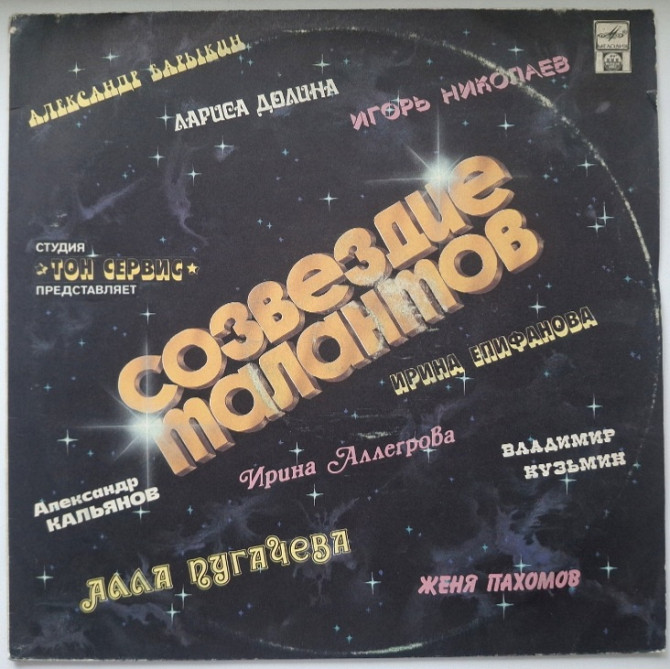 АЛЕКСАНДР БАРЫКИН
ЛАРИСА ДОЛИНА
ИГОРЬ НИКОЛАЕВ
СТУДИЯ
ТОН СЕРВИС
ПРЕДСТАВЛЯЕТ
СОЗВЕЗДИЕ
ТАЛАНТОВ
ИРИНА ЕПИФАНОВА
Ирина Аллегрова
ВЛАДИМИР
КУЗЬМИН
Александр
КАЛЬЯНОВ
АЛЛА ПУГАЧЕВА
ЖЕНЯ ПАХОМОВ